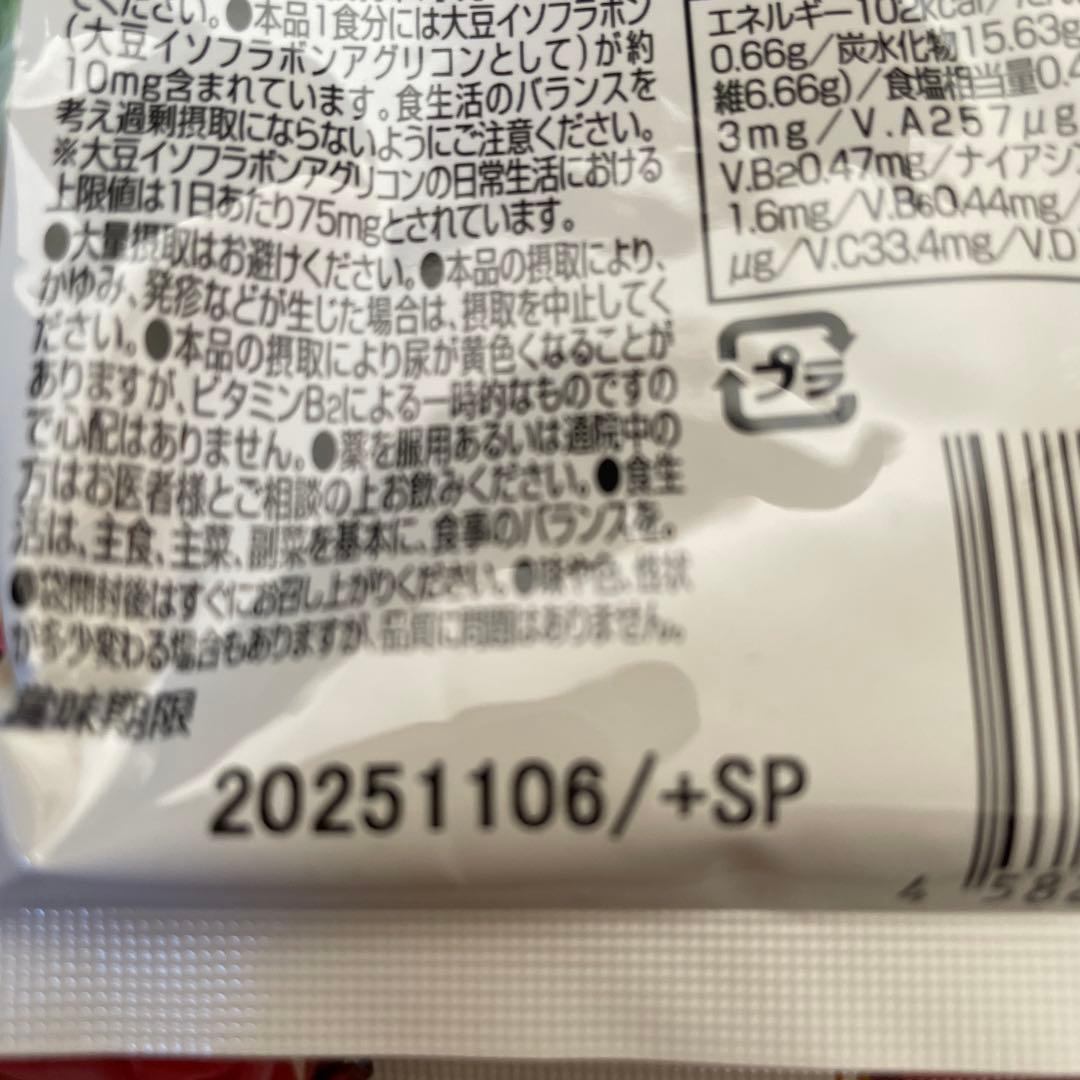 てください。●本品1食分には大豆イソフラボン
(大豆イソフラボンアグリコンとして)が約
10mg含まれています。食生活のバランスを
考え過剰摂取にならないようにご注意ください。
※大豆イソフラボンアグリコンの日常生活における
上限値は1日あたり75mgとされています。
●大量摂取はお避けください。●本品の摂取により、
かゆみ、発疹などが生じた場合は、摂取を中止してく
ださい。●本品の摂取により尿が黄色くなることが
ありますが、ビタミンB2による一時的なものですの
で心配はありません。●薬を服用あるいは通院中の
方はお医者様とご相談の上お飲みください。●食生
活は、主食、主菜、副菜を基本に、食事のバランスを。
●袋開封後はすぐにお召し上がりください。●味や色、性状
が多少変わる場合もありますが、品質に問題はありません。
賞味期限
20251106/+SP
エネルギー102kcal/
0.66g/炭水化物15.63g
維6.66g)/食塩相当量0.4
3mg/V.A257μg
V.B20.47mg/ナイアシン
1.6mg/V.B60.44mg/
μg/V.C33.4mg/V.D
プラ
4 582